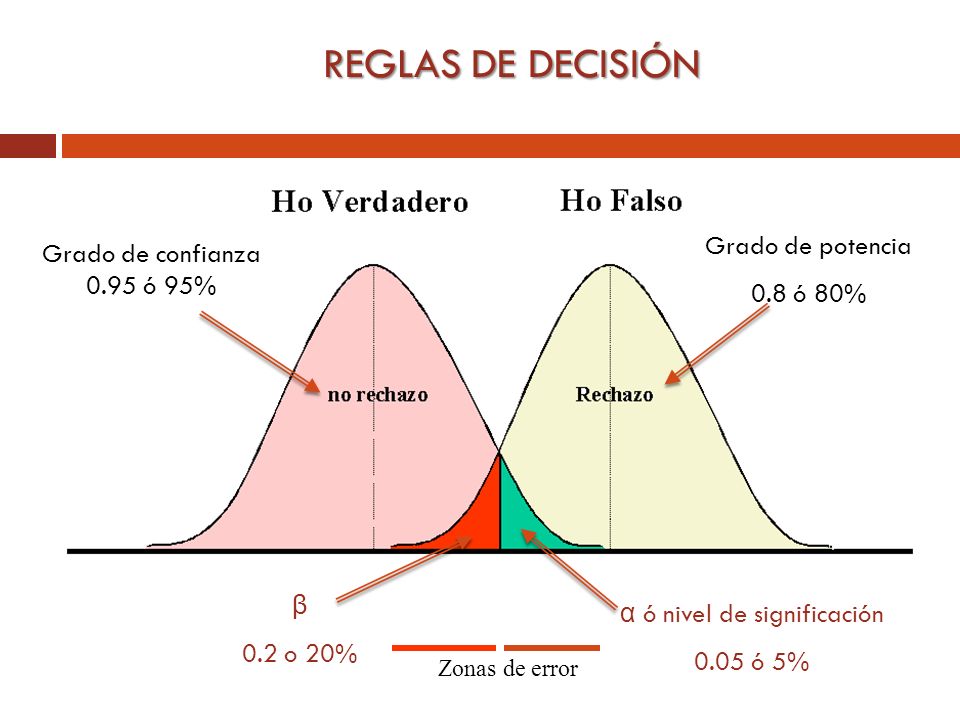 REGLAS DE DECISIÓN
Ho Verdadero
Ho Falso
Grado de confianza
0.95 ó 95%
Grado de potencia
0.8 ó 80%
no rechazo
Rechazo
β
0.2 o 20%
α ó nivel de significación
0.05 ó 5%
Zonas de error